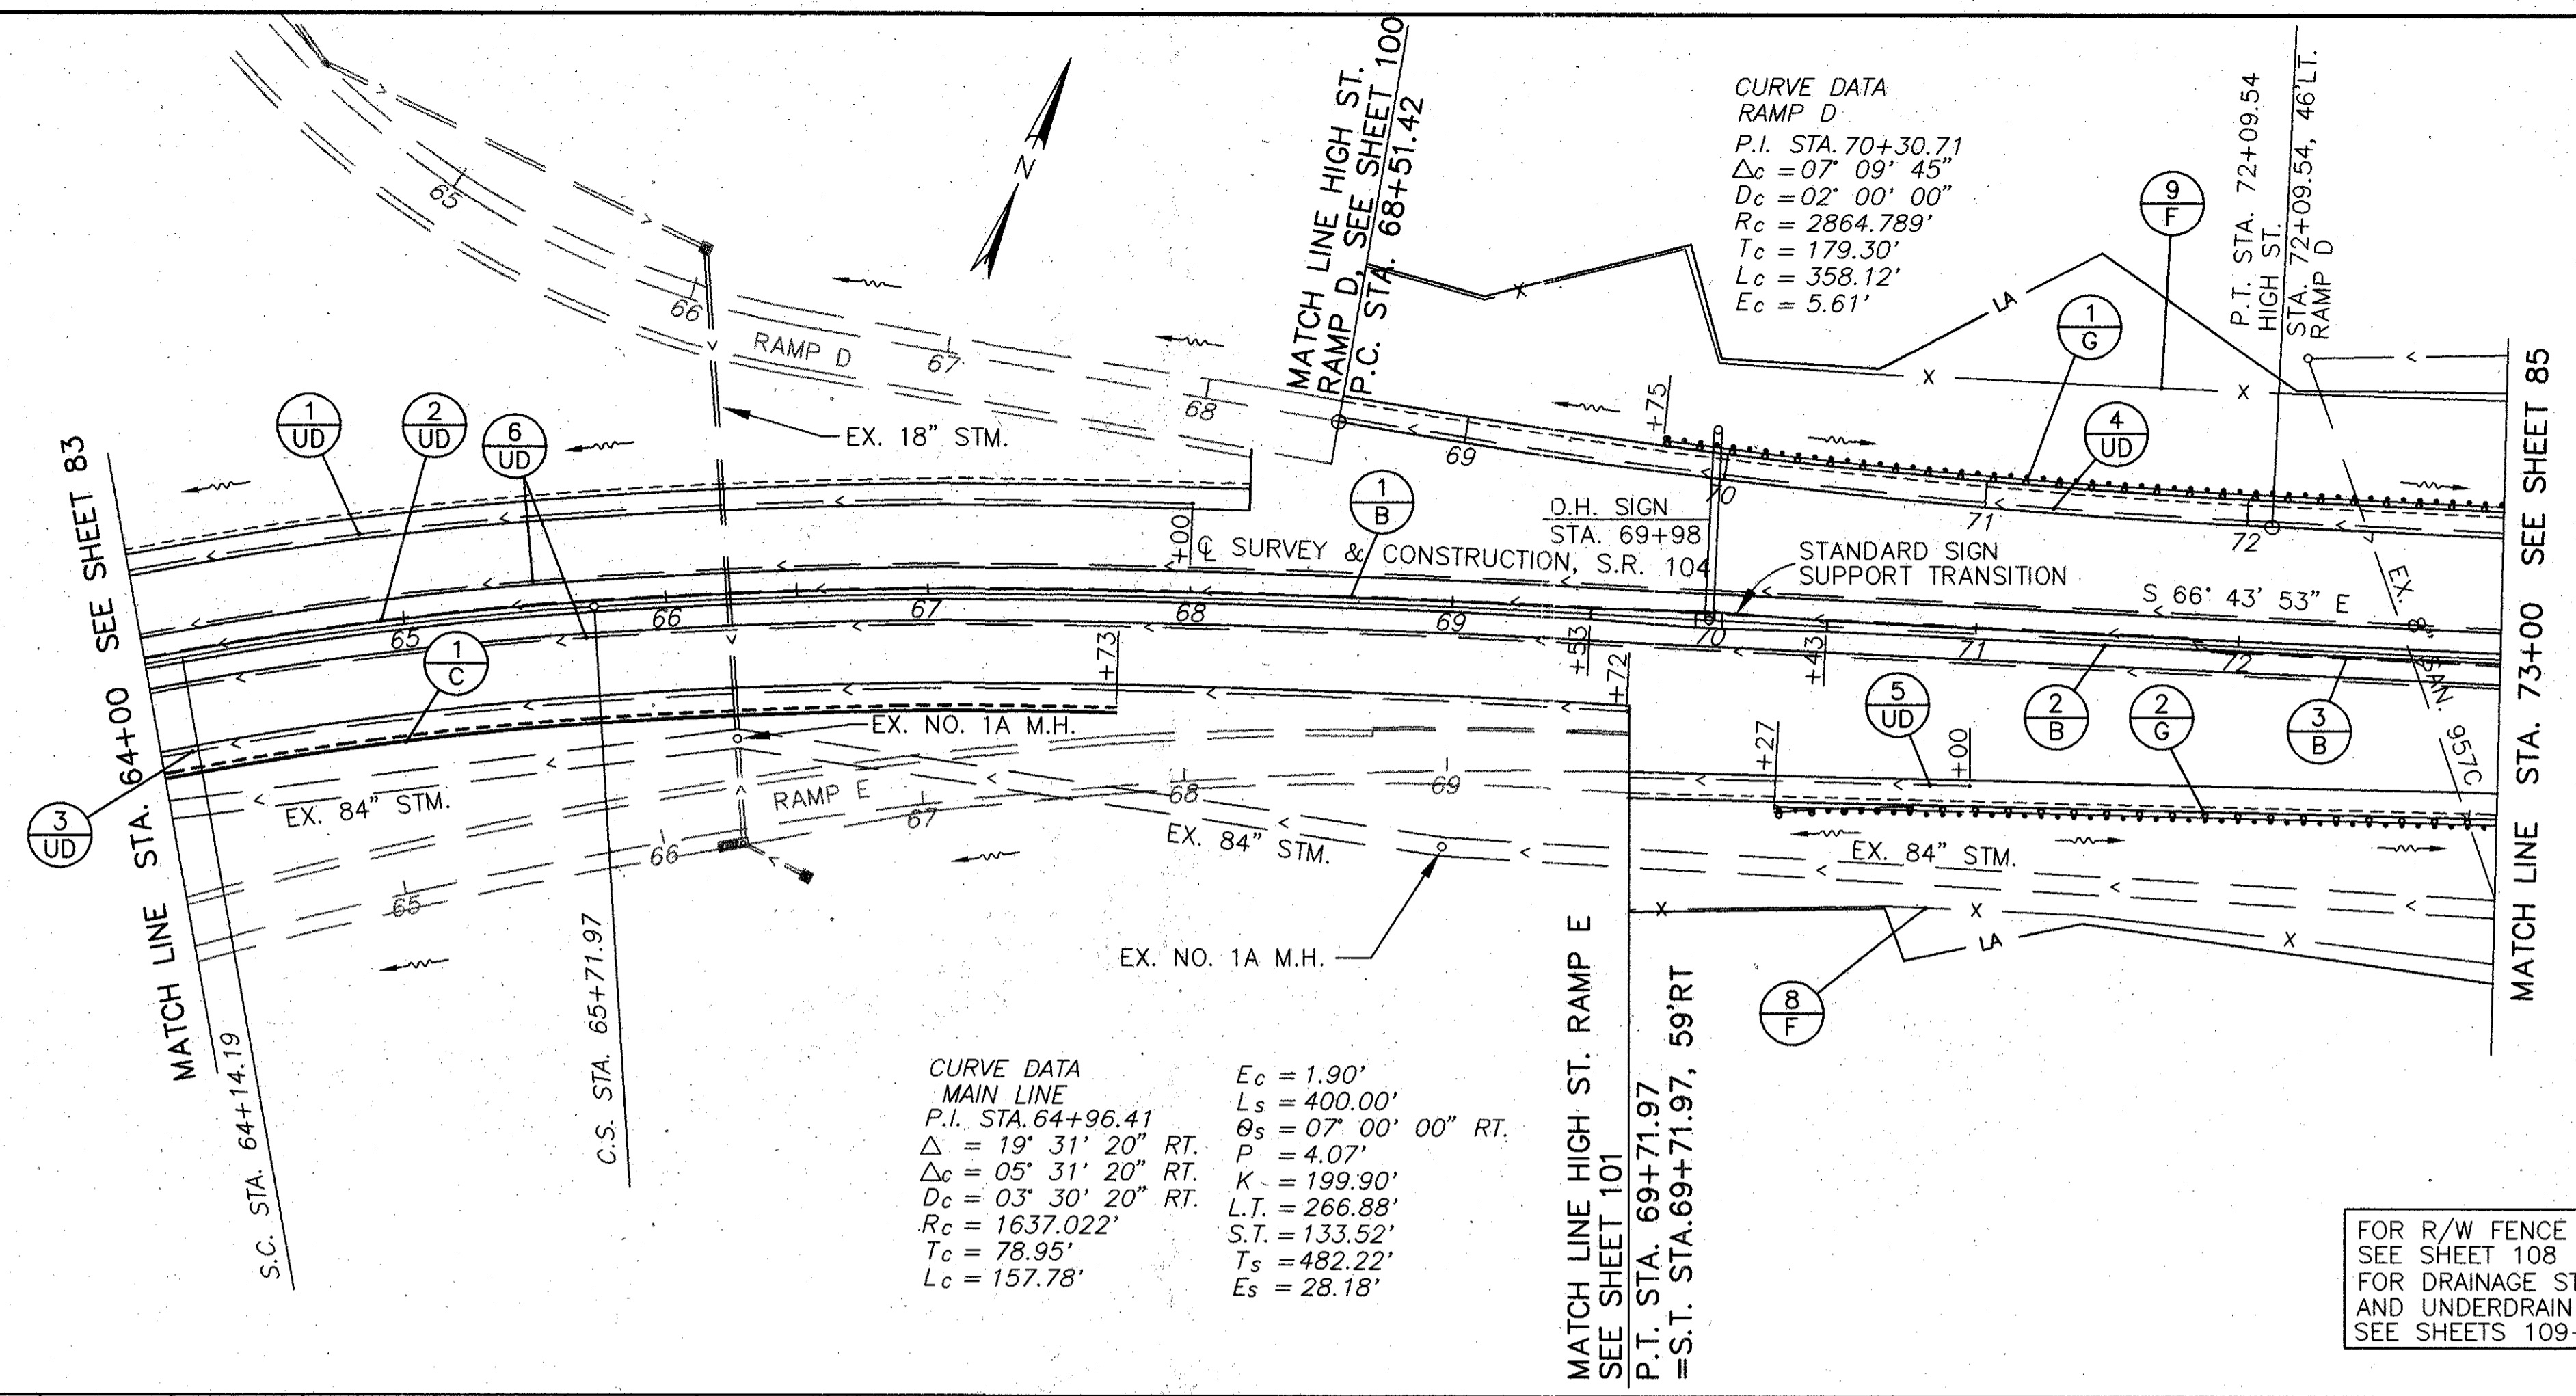 MATCH LINE HIGH ST.
RAMP D, SEE SHEET 100
P.C. STA. 68+51.42
CURVE DATA
RAMP D
P.I. STA. 70+30.71
Δc = 07° 09' 45"
Dc = 02° 00' 00"
Rc = 2864.789'
Tc = 179.30'
Lc = 358.12'
Ec = 5.61'
9
F
P.T. STA. 72+09.54
HIGH ST.
STA. 72+09.54, 46'LT.
RAMP D
N
65
66
RAMP D
67
68
LA
1
G
X
X
X
+75
4
UD
69
70
71
72
EX. 18" STM.
1
UD
2
UD
6
UD
MATCH LINE STA. 64+00 SEE SHEET 83
1
B
O.H. SIGN
STA. 69+98
+00
℄ SURVEY & CONSTRUCTION, S.R. 104
STANDARD SIGN
SUPPORT TRANSITION
S 66° 43' 53" E
EX. 8" SAN. 957C
MATCH LINE STA. 73+00 SEE SHEET 85
65
66
67
68
69
70
71
72
1
C
+73
+53
+72
+43
5
UD
2
B
2
G
3
B
+27
+00
EX. NO. 1A M.H.
3
UD
EX. 84" STM.
RAMP E
65
66
67
68
69
EX. 84" STM.
EX. 84" STM.
EX. NO. 1A M.H.
X
X
X
LA
8
F
S.C. STA. 64+14.19
C.S. STA. 65+71.97
CURVE DATA
MAIN LINE
P.I. STA. 64+96.41
Δ = 19° 31' 20" RT.
Δc = 05° 31' 20" RT.
Dc = 03° 30' 20" RT.
Rc = 1637.022'
Tc = 78.95'
Lc = 157.78'
Ec = 1.90'
Ls = 400.00'
Θs = 07° 00' 00" RT.
P = 4.07'
K = 199.90'
L.T. = 266.88'
S.T. = 133.52'
Ts = 482.22'
Es = 28.18'
MATCH LINE HIGH ST. RAMP E
SEE SHEET 101
P.T. STA. 69+71.97
=S.T. STA.69+71.97, 59'RT
FOR R/W FENCE
SEE SHEET 108
FOR DRAINAGE ST
AND UNDERDRAIN
SEE SHEETS 109-